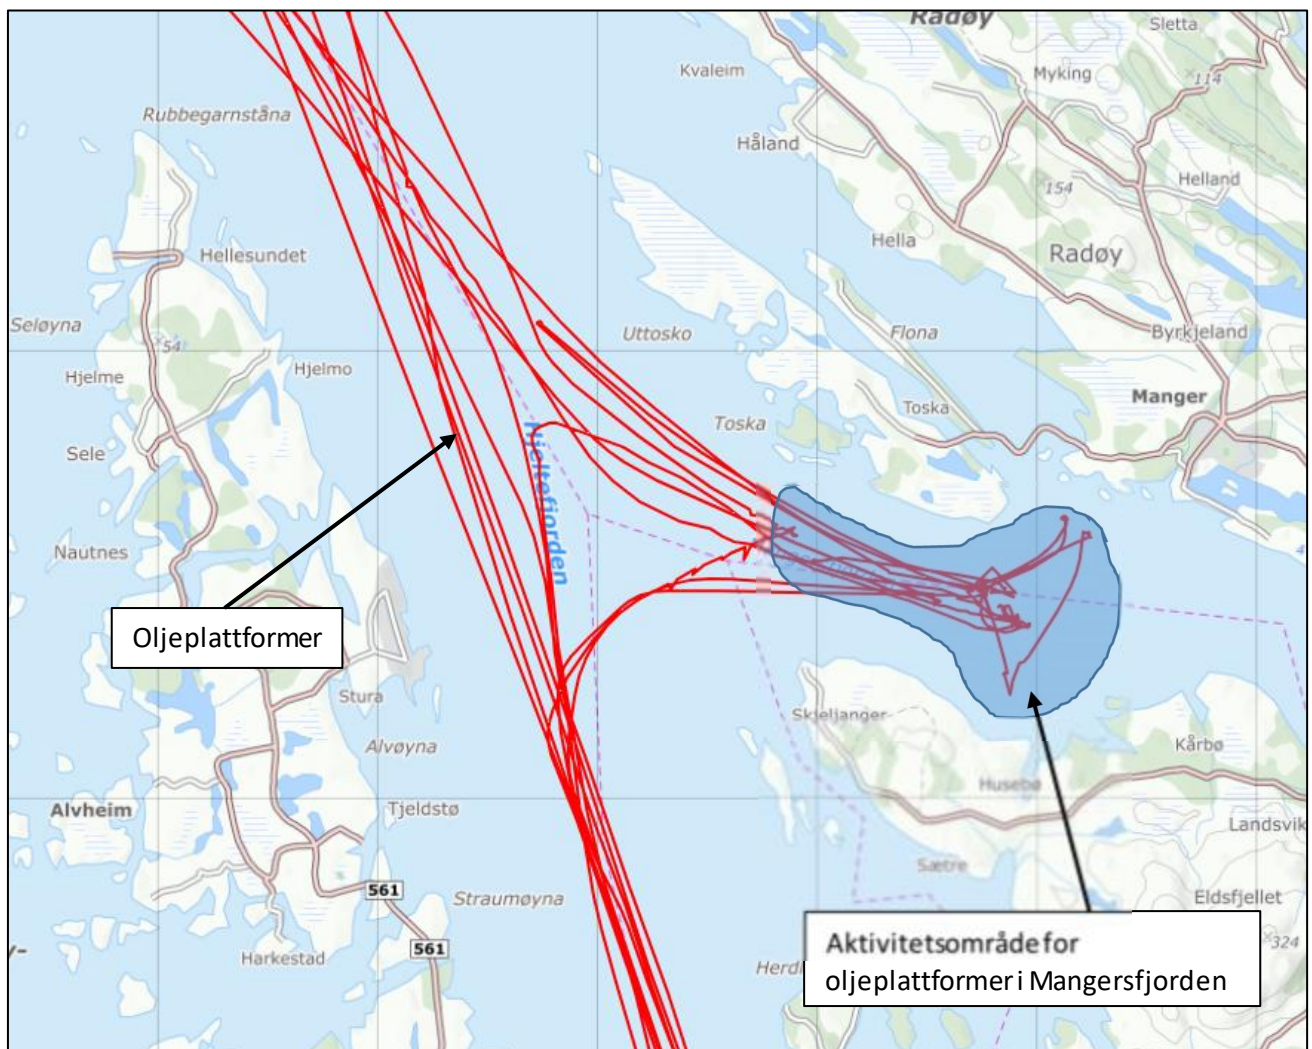 Radøy
Sletta
Kvaleim
Myking
114
Rubbegarnståna
Håland
Helland
154
Hella
Radøy
Hellesundet
Seløyna
Uttosko
Flona
Byrkjeland
54
Hjelme
Hjelmo
Manger
Toska
Toska
Sele
Hjeltefjorden
Nautnes
Oljeplattformer
Stura
Skjeljanger
Alvøyna
Kårbø
Husebø
Alvheim
Tjeldstø
Landsvik
Sætre
561
Straumøyna
Eldsfjellet
561
Harkestad
Herdl
324
Aktivitetsområde for
oljeplattformer i Mangersfjorden